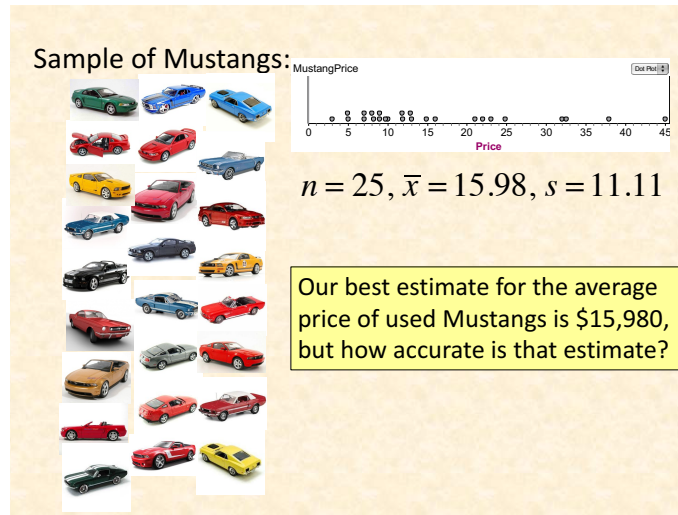 Sample of Mustangs:
MustangPrice
Dot Plot
0 5 10 15 20 25 30 35 40 45
Price
n = 25, x̄ = 15.98, s = 11.11
Our best estimate for the average
price of used Mustangs is $15,980,
but how accurate is that estimate?